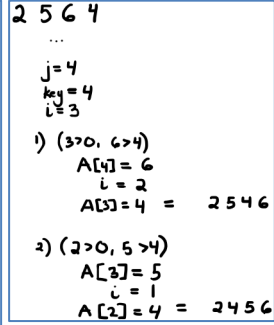 2 5 6 4
...
j = 4
key = 4
i = 3
1) (3>0, 6>4)
A[4] = 6
i = 2
A[3] = 4 = 2 5 4 6
2) (2>0, 5>4)
A[3] = 5
i = 1
A[2] = 4 = 2 4 5 6